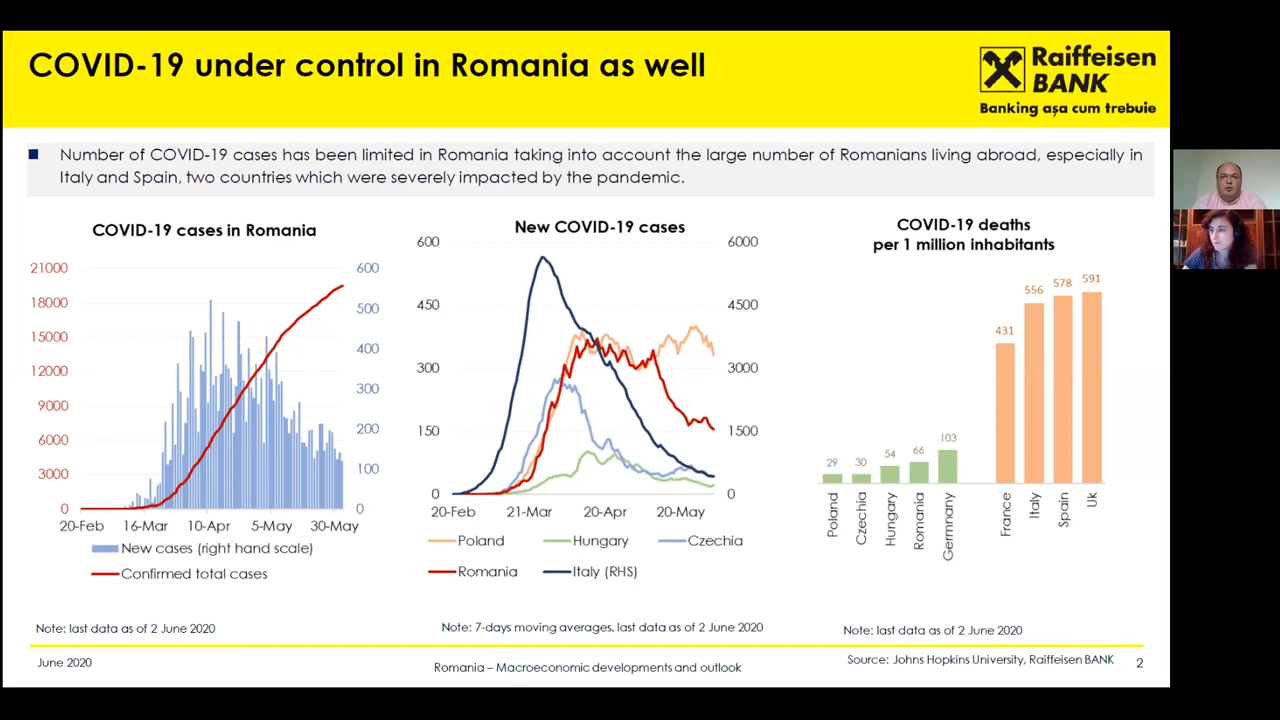 COVID-19 under control in Romania as well
Raiffeisen
BANK
Banking așa cum trebuie
Number of COVID-19 cases has been limited in Romania taking into account the large number of Romanians living abroad, especially in
Italy and Spain, two countries which were severely impacted by the pandemic.
COVID-19 cases in Romania
21000
18000
15000
12000
9000
6000
3000
0
600
500
400
300
200
100
0
20-Feb 16-Mar 10-Apr 5-May 30-May
New cases (right hand scale)
Confirmed total cases
Note: last data as of 2 June 2020
New COVID-19 cases
600
450
300
150
0
6000
4500
3000
1500
0
20-Feb 21-Mar 20-Apr 20-May
Poland Hungary Czechia
Romania Italy (RHS)
Note: 7-days moving averages, last data as of 2 June 2020
COVID-19 deaths
per 1 million inhabitants
29 30 54 66 103 431 556 578 591
Poland
Czechia
Hungary
Romania
Germnany
France
Italy
Spain
Uk
Note: last data as of 2 June 2020
June 2020
Romania – Macroeconomic developments and outlook
Source: Johns Hopkins University, Raiffeisen BANK
2